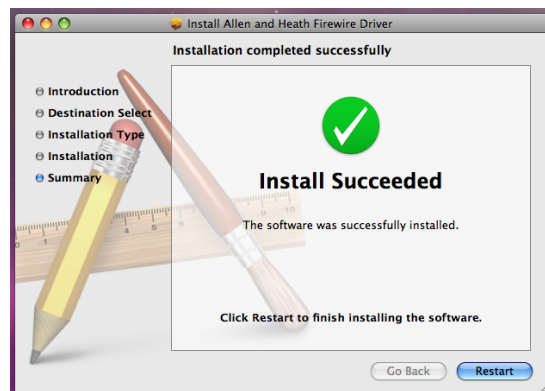 Install Allen and Heath Firewire Driver
Installation completed successfully
Introduction
Destination Select
Installation Type
Installation
Summary
Install Succeeded
The software was successfully installed.
Click Restart to finish installing the software.
Go Back
Restart